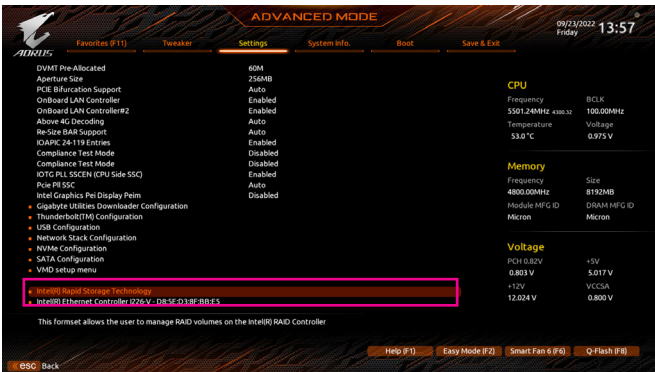 ADVANCED MODE
09/23/2022 Friday 13:57
AORUS
Favorites (F11) Tweaker Settings System Info. Boot Save & Exit
DVMT Pre-Allocated 60M
Aperture Size 256MB
PCIE Bifurcation Support Auto
OnBoard LAN Controller Enabled
OnBoard LAN Controller#2 Enabled
Above 4G Decoding Auto
Re-Size BAR Support Auto
IOAPIC 24-119 Entries Enabled
Compliance Test Mode Disabled
Compliance Test Mode Disabled
IOTG PLL SSCEN (CPU Side SSC) Enabled
Pcie Pll SSC Auto
Intel Graphics Pei Display Peim Disabled
Gigabyte Utilities Downloader Configuration
Thunderbolt(TM) Configuration
USB Configuration
Network Stack Configuration
NVMe Configuration
SATA Configuration
VMD setup menu
Intel(R) Rapid Storage Technology
Intel(R) Ethernet Controller I226-V - D8:5E:D3:8F:BB:E5
This formset allows the user to manage RAID volumes on the Intel(R) RAID Controller
CPU
Frequency BCLK
5501.24MHz 4300.32 100.00MHz
Temperature Voltage
53.0 °C 0.975 V
Memory
Frequency Size
4800.00MHz 8192MB
Module MFG ID DRAM MFG ID
Micron Micron
Voltage
PCH 0.82V +5V
0.803 V 5.017 V
+12V VCCSA
12.024 V 0.800 V
Help (F1) Easy Mode (F2) Smart Fan 6 (F6) Q-Flash (F8)
esc Back